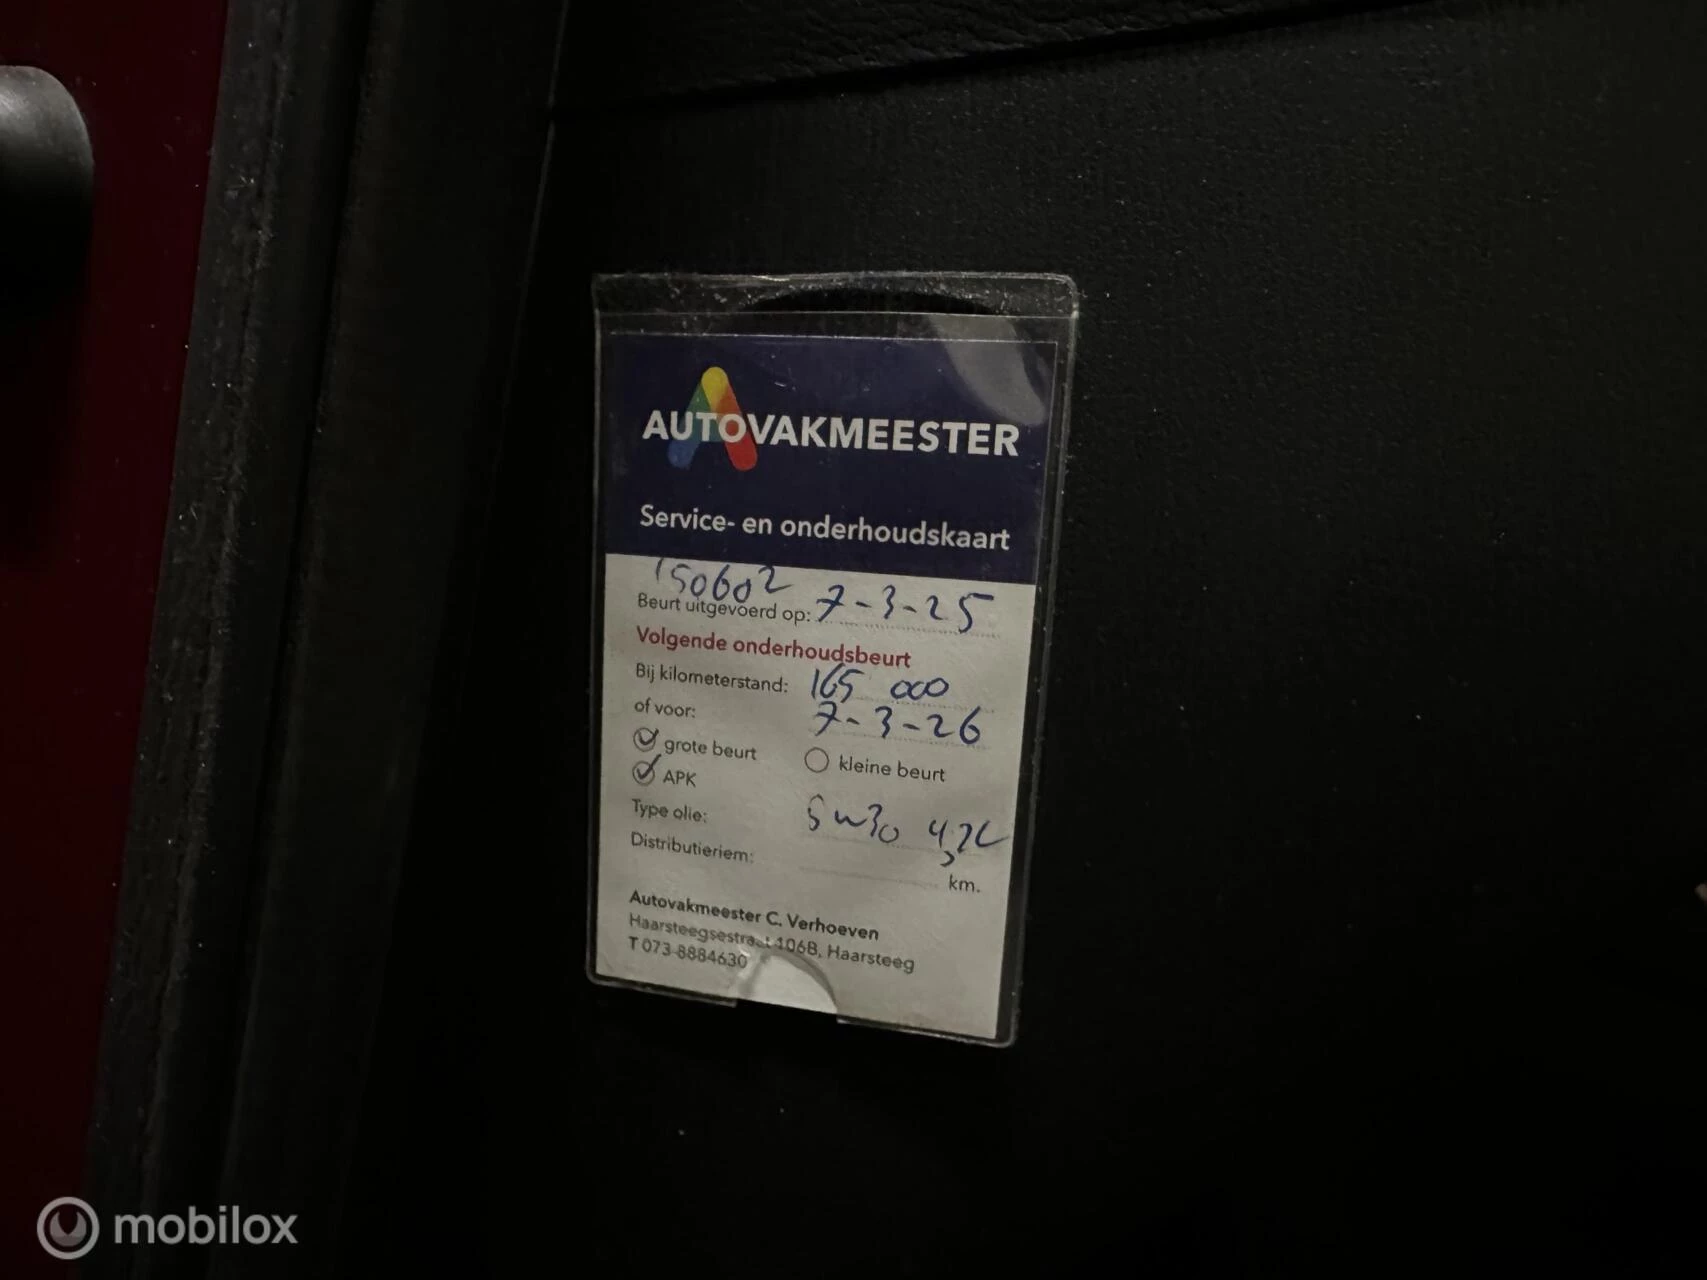 AUTOVAKMEESTER
Service- en onderhoudskaart
150602
Beurt uitgevoerd op: 7-3-25
Volgende onderhoudsbeurt
Bij kilometerstand: 165 000
of voor: 7-3-26
grote beurt kleine beurt
APK
Type olie: 5w30
Distributieriem: km.
Autovakmeester C. Verhoeven
Haarsteegsestraat 106B, Haarsteeg
T 073-8884630
mobilox